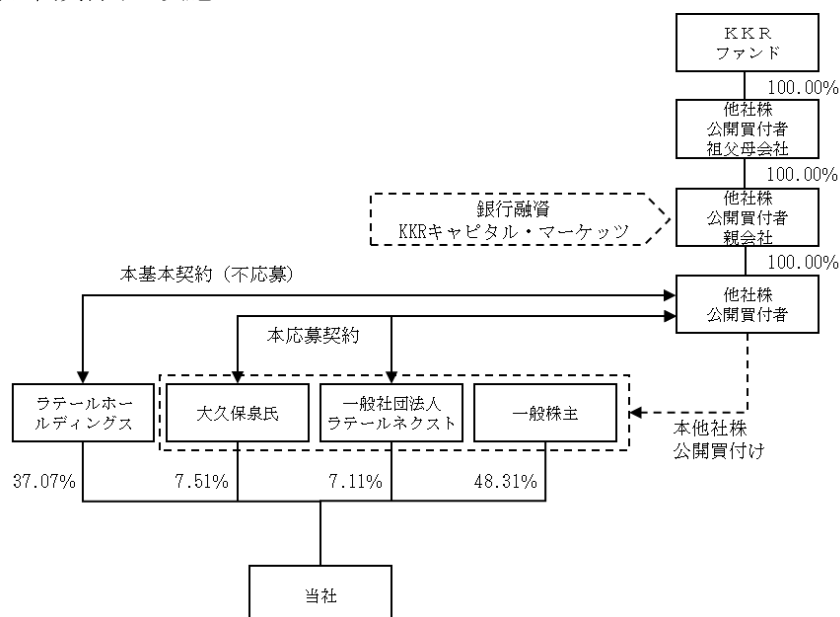 ＫＫＲ
ファンド
100.00%
他社株
公開買付者
祖父母会社
100.00%
他社株
公開買付者
親会社
銀行融資
KKRキャピタル・マーケッツ
100.00%
他社株
公開買付者
本基本契約（不応募）
本応募契約
ラテールホー
ルディングス
大久保泉氏
一般社団法人
ラテールネクスト
一般株主
本他社株
公開買付け
37.07%
7.51%
7.11%
48.31%
当社